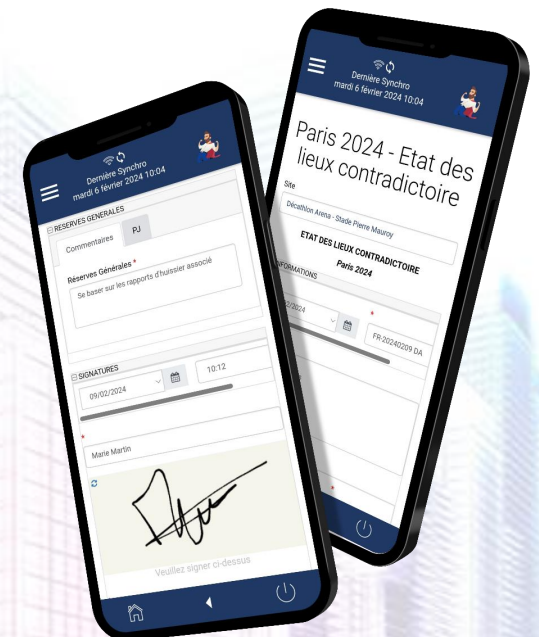 Dernière Synchro
mardi 6 février 2024 10:04
RESERVES GENERALES
Commentaires
PJ
Réserves Générales *
Se baser sur les rapports d'huissier associé
SIGNATURES
09/02/2024
10:12
*
Marie Martin
Veuillez signer ci-dessus
Dernière Synchro
mardi 6 février 2024 10:04
Paris 2024 - Etat des
lieux contradictoire
Site
Décathlon Arena - Stade Pierre Mauroy
ETAT DES LIEUX CONTRADICTOIRE
Paris 2024
FORMATIONS
02/2024
*
FR-20240209 DA
*